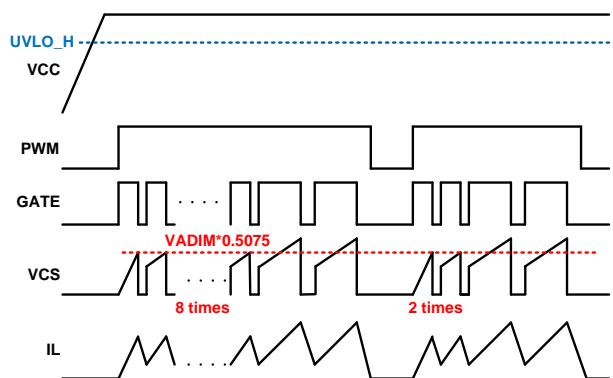 UVLO_H
VCC
PWM
GATE
. . . .
VADIM*0.5075
VCS
. . . .
8 times
2 times
IL
. . . .